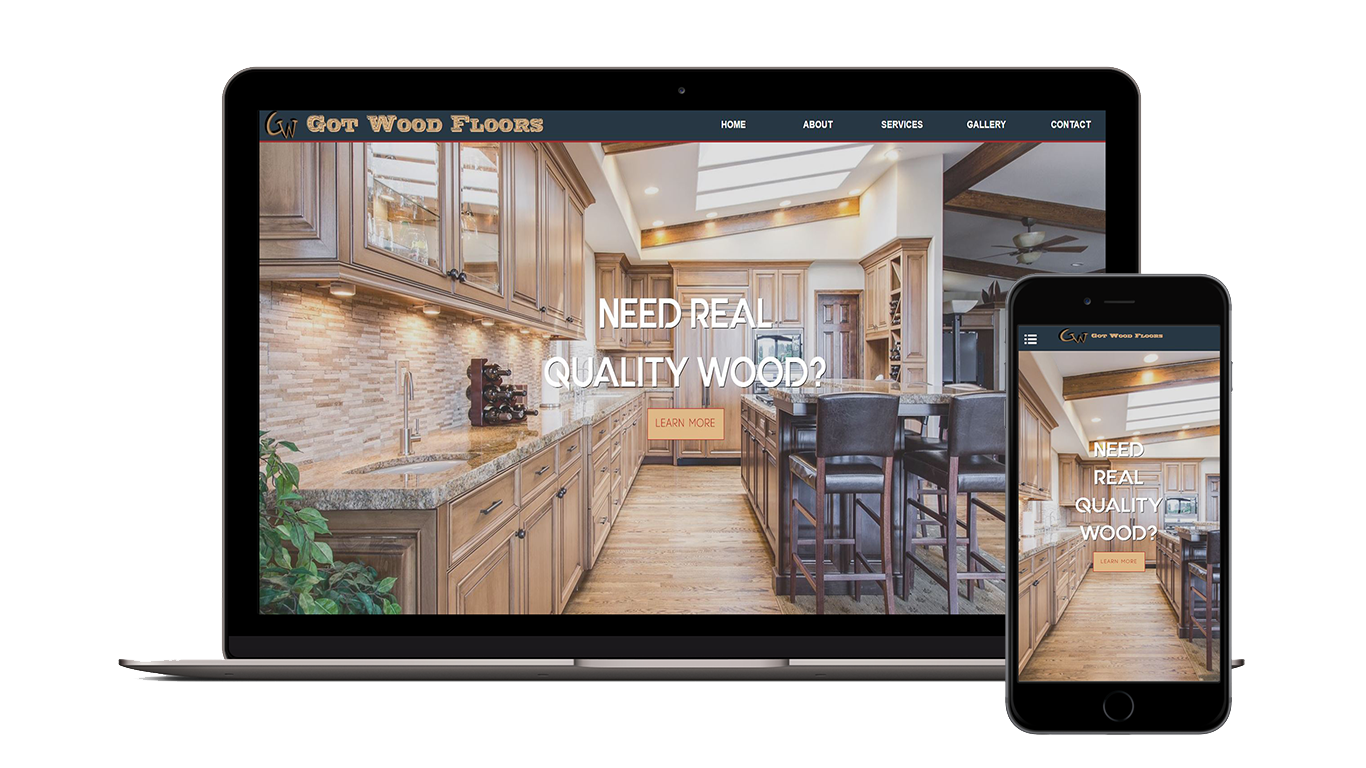 GW GOT WOOD FLOORS
HOME ABOUT SERVICES GALLERY CONTACT
NEED REAL
QUALITY WOOD?
LEARN MORE
GW GOT WOOD FLOORS
NEED
REAL
QUALITY
WOOD?
LEARN MORE